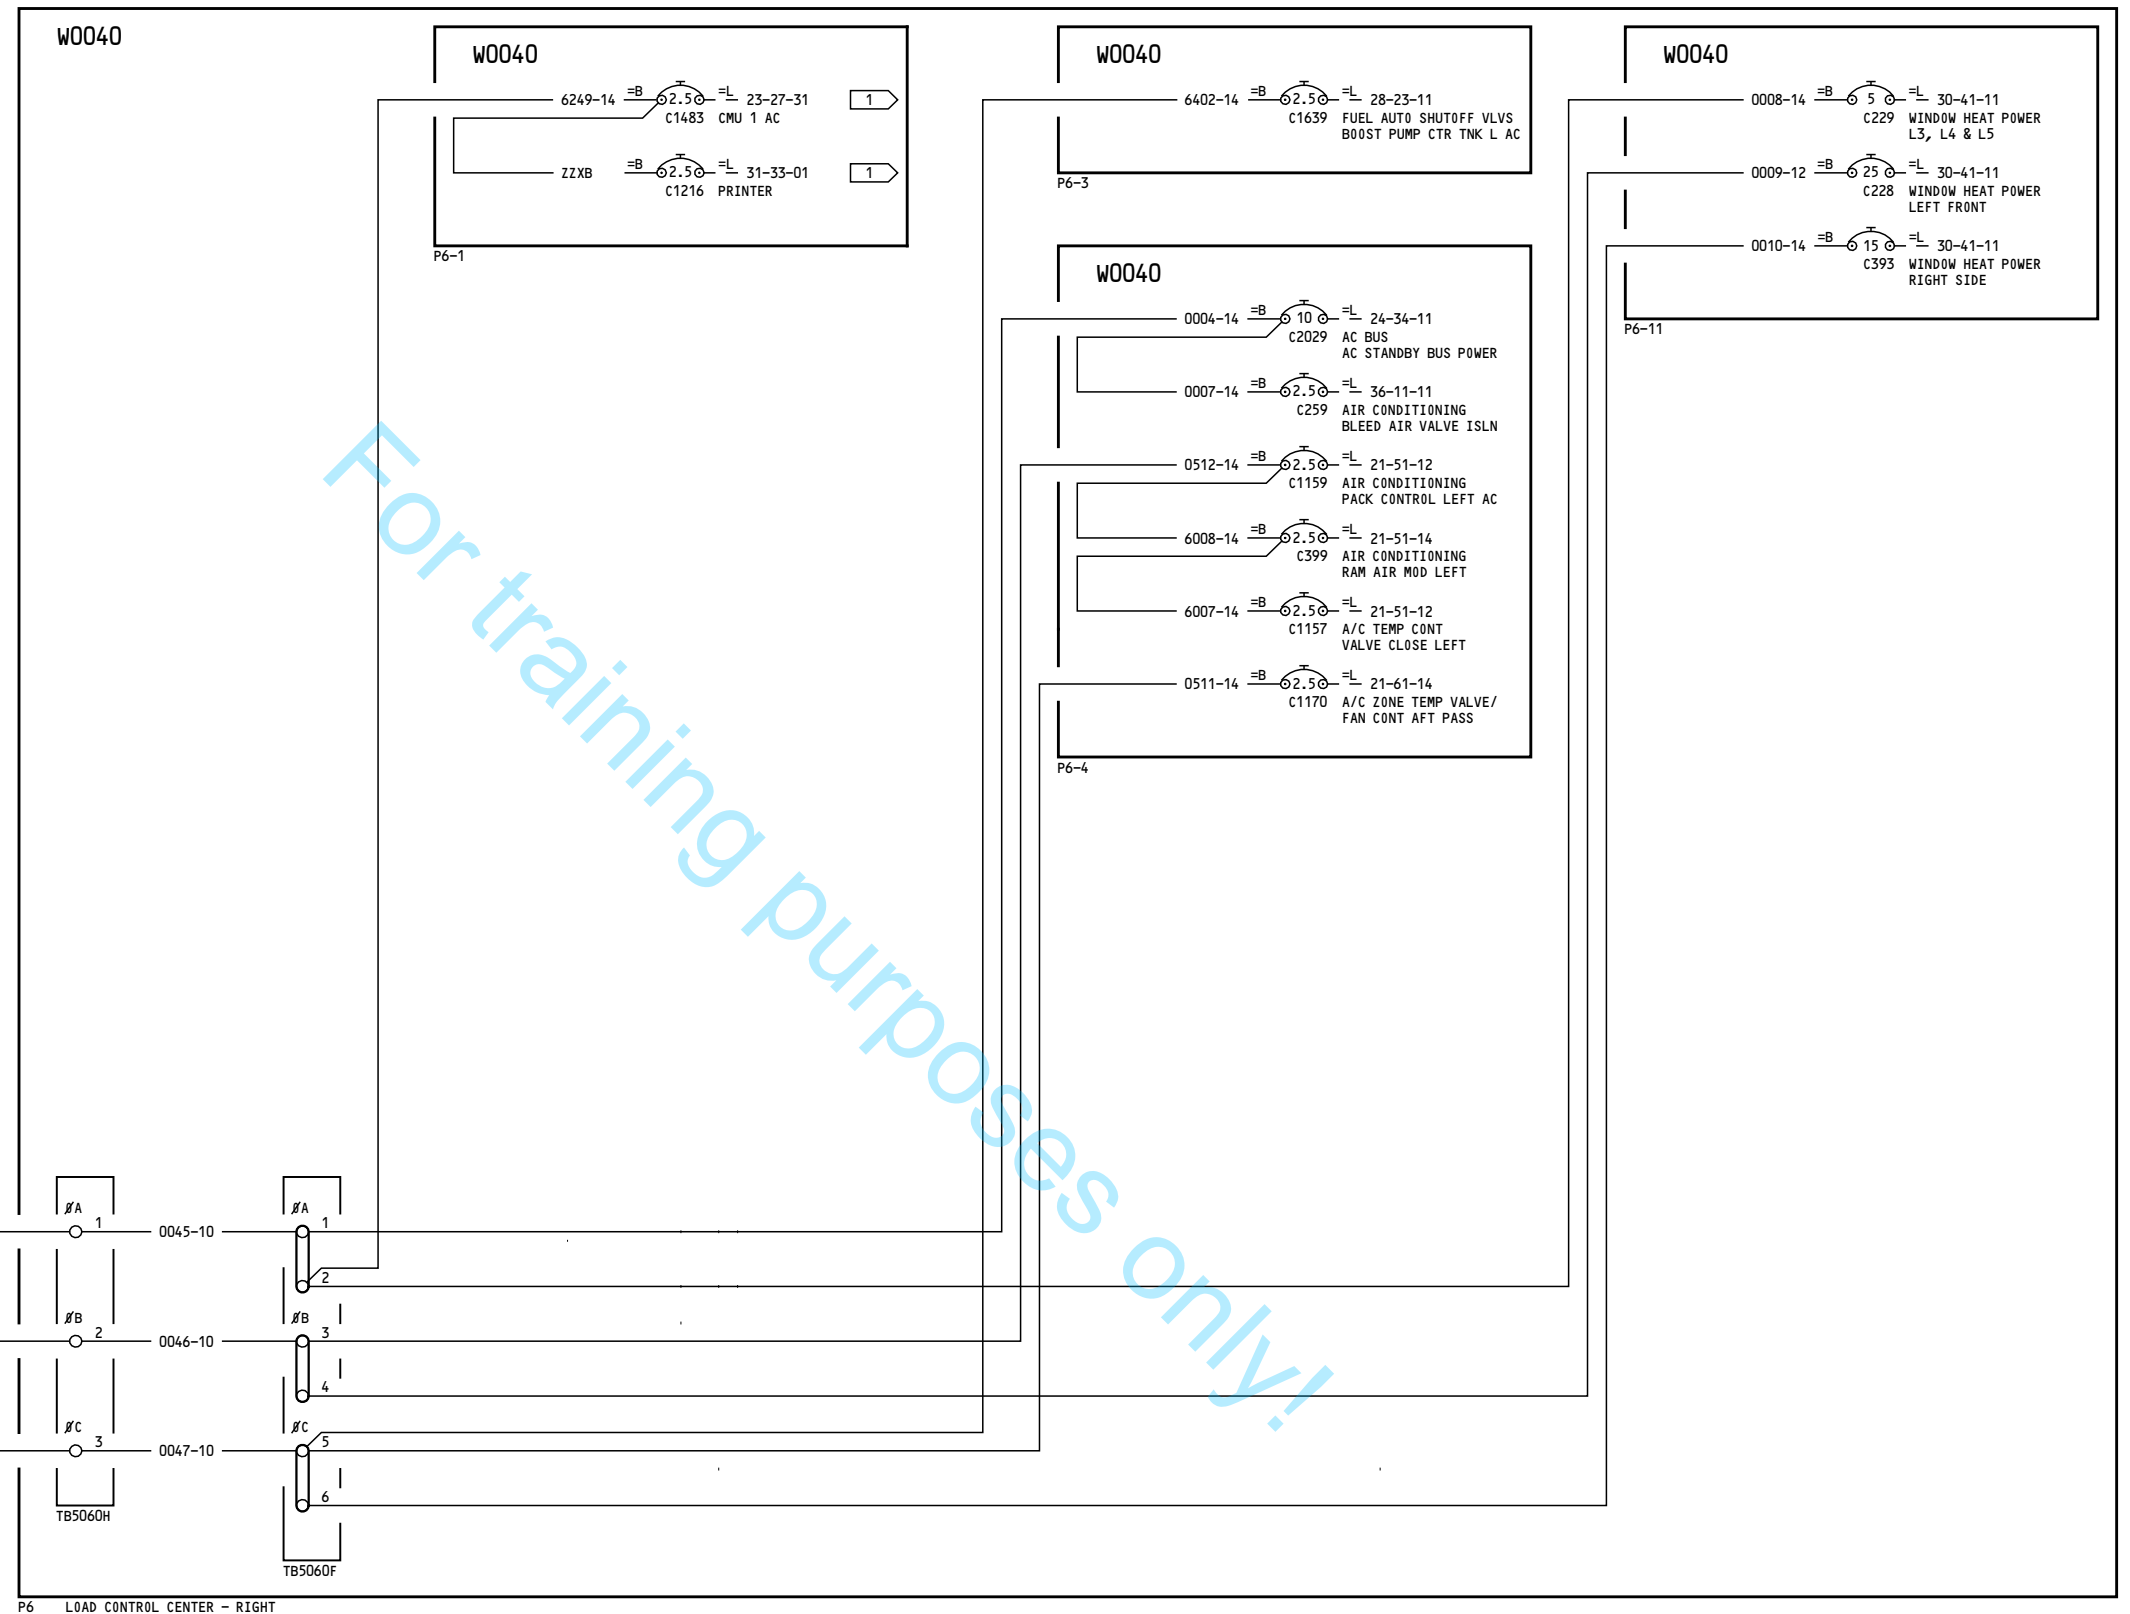 W0040
W0040
6249-14 =B 2.5 =L 23-27-31 1
C1483 CMU 1 AC
ZZXB =B 2.5 =L 31-33-01 1
C1216 PRINTER
P6-1
W0040
6402-14 =B 2.5 =L 28-23-11
C1639 FUEL AUTO SHUTOFF VLVS
BOOST PUMP CTR TNK L AC
P6-3
W0040
0004-14 =B 10 =L 24-34-11
C2029 AC BUS
AC STANDBY BUS POWER
0007-14 =B 2.5 =L 36-11-11
C259 AIR CONDITIONING
BLEED AIR VALVE ISLN
0512-14 =B 2.5 =L 21-51-12
C1159 AIR CONDITIONING
PACK CONTROL LEFT AC
6008-14 =B 2.5 =L 21-51-14
C399 AIR CONDITIONING
RAM AIR MOD LEFT
6007-14 =B 2.5 =L 21-51-12
C1157 A/C TEMP CONT
VALVE CLOSE LEFT
0511-14 =B 2.5 =L 21-61-14
C1170 A/C ZONE TEMP VALVE/
FAN CONT AFT PASS
P6-4
W0040
0008-14 =B 5 =L 30-41-11
C229 WINDOW HEAT POWER
L3, L4 & L5
0009-12 =B 25 =L 30-41-11
C228 WINDOW HEAT POWER
LEFT FRONT
0010-14 =B 15 =L 30-41-11
C393 WINDOW HEAT POWER
RIGHT SIDE
P6-11
For training purposes only!
ØA ØA
1 0045-10 1
2
ØB ØB
2 0046-10 3
4
ØC ØC
3 0047-10 5
6
TB5060H
TB5060F
P6 LOAD CONTROL CENTER - RIGHT